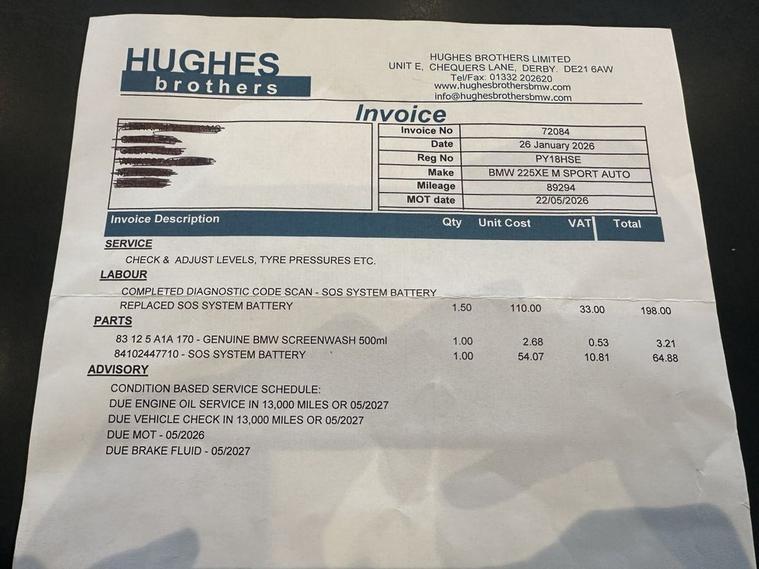 HUGHES
brothers
HUGHES BROTHERS LIMITED
UNIT E, CHEQUERS LANE, DERBY. DE21 6AW
Tel/Fax: 01332 202620
www.hughesbrothersbmw.com
info@hughesbrothersbmw.com
Invoice
Invoice No 72084
Date 26 January 2026
Reg No PY18HSE
Make BMW 225XE M SPORT AUTO
Mileage 89294
MOT date 22/05/2026
Invoice Description Qty Unit Cost VAT Total
SERVICE
CHECK & ADJUST LEVELS, TYRE PRESSURES ETC.
LABOUR
COMPLETED DIAGNOSTIC CODE SCAN - SOS SYSTEM BATTERY
REPLACED SOS SYSTEM BATTERY 1.50 110.00 33.00 198.00
PARTS
83 12 5 A1A 170 - GENUINE BMW SCREENWASH 500ml 1.00 2.68 0.53 3.21
84102447710 - SOS SYSTEM BATTERY 1.00 54.07 10.81 64.88
ADVISORY
CONDITION BASED SERVICE SCHEDULE:
DUE ENGINE OIL SERVICE IN 13,000 MILES OR 05/2027
DUE VEHICLE CHECK IN 13,000 MILES OR 05/2027
DUE MOT - 05/2026
DUE BRAKE FLUID - 05/2027